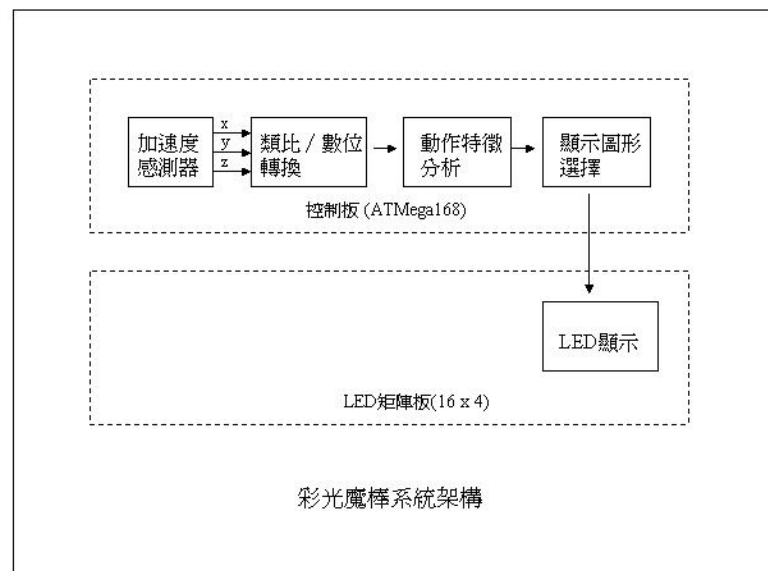 加速度
感測器
x
y
z
類比 / 數位
轉換
動作特徵
分析
顯示圖形
選擇
控制板 (ATMega168)
LED顯示
LED矩陣板(16 x 4)
彩光魔棒系統架構